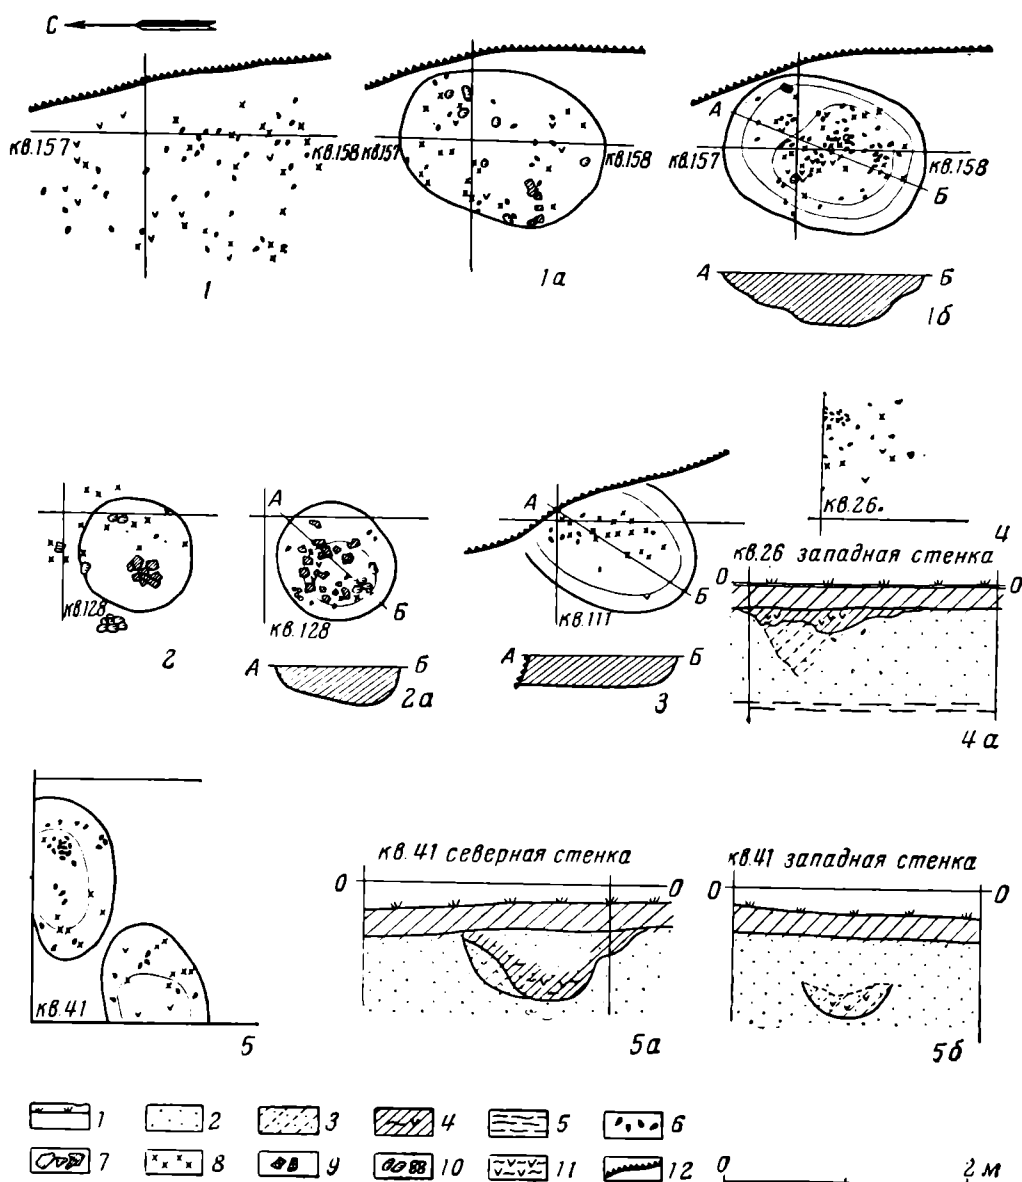 С
кв.157 кв.158
1
кв.157 кв.158
1а
А
кв.157 кв.158
Б
А Б
1б
кв.128
2
А
Б
кв.128
А Б
2а
А
Б
кв.111
А Б
3
кв.26
4
кв.26 западная стенка
0 0
4а
кв.41
5
кв.41 северная стенка
0 0
5а
кв.41 западная стенка
0 0
5б
1 2 3 4 5 6
7 8 9 10 11 12
0 2 м